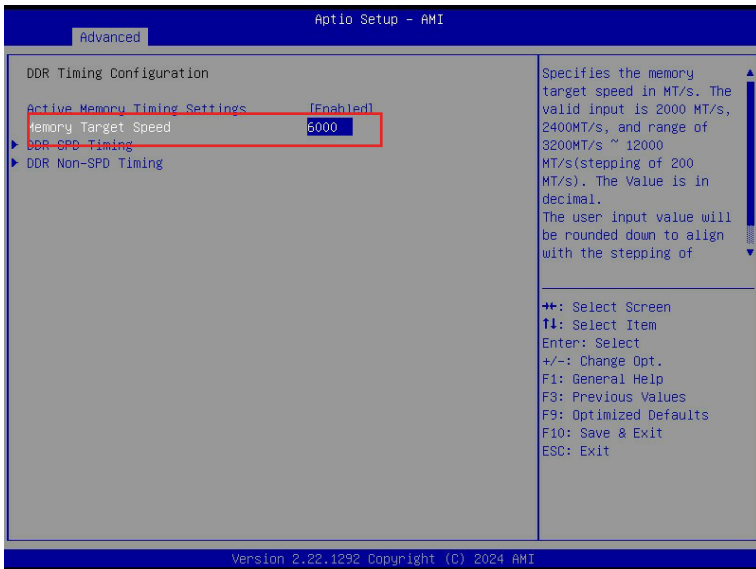 Aptio Setup - AMI
Advanced
DDR Timing Configuration
Active Memory Timing Settings [Enabled]
Memory Target Speed 6000
DDR SPD Timing
DDR Non-SPD Timing
Specifies the memory
target speed in MT/s. The
valid input is 2000 MT/s,
2400MT/s, and range of
3200MT/s ~ 12000
MT/s(stepping of 200
MT/s). The Value is in
decimal.
The user input value will
be rounded down to align
with the stepping of
→←: Select Screen
↑↓: Select Item
Enter: Select
+/-: Change Opt.
F1: General Help
F3: Previous Values
F9: Optimized Defaults
F10: Save & Exit
ESC: Exit
Version 2.22.1292 Copyright (C) 2024 AMI